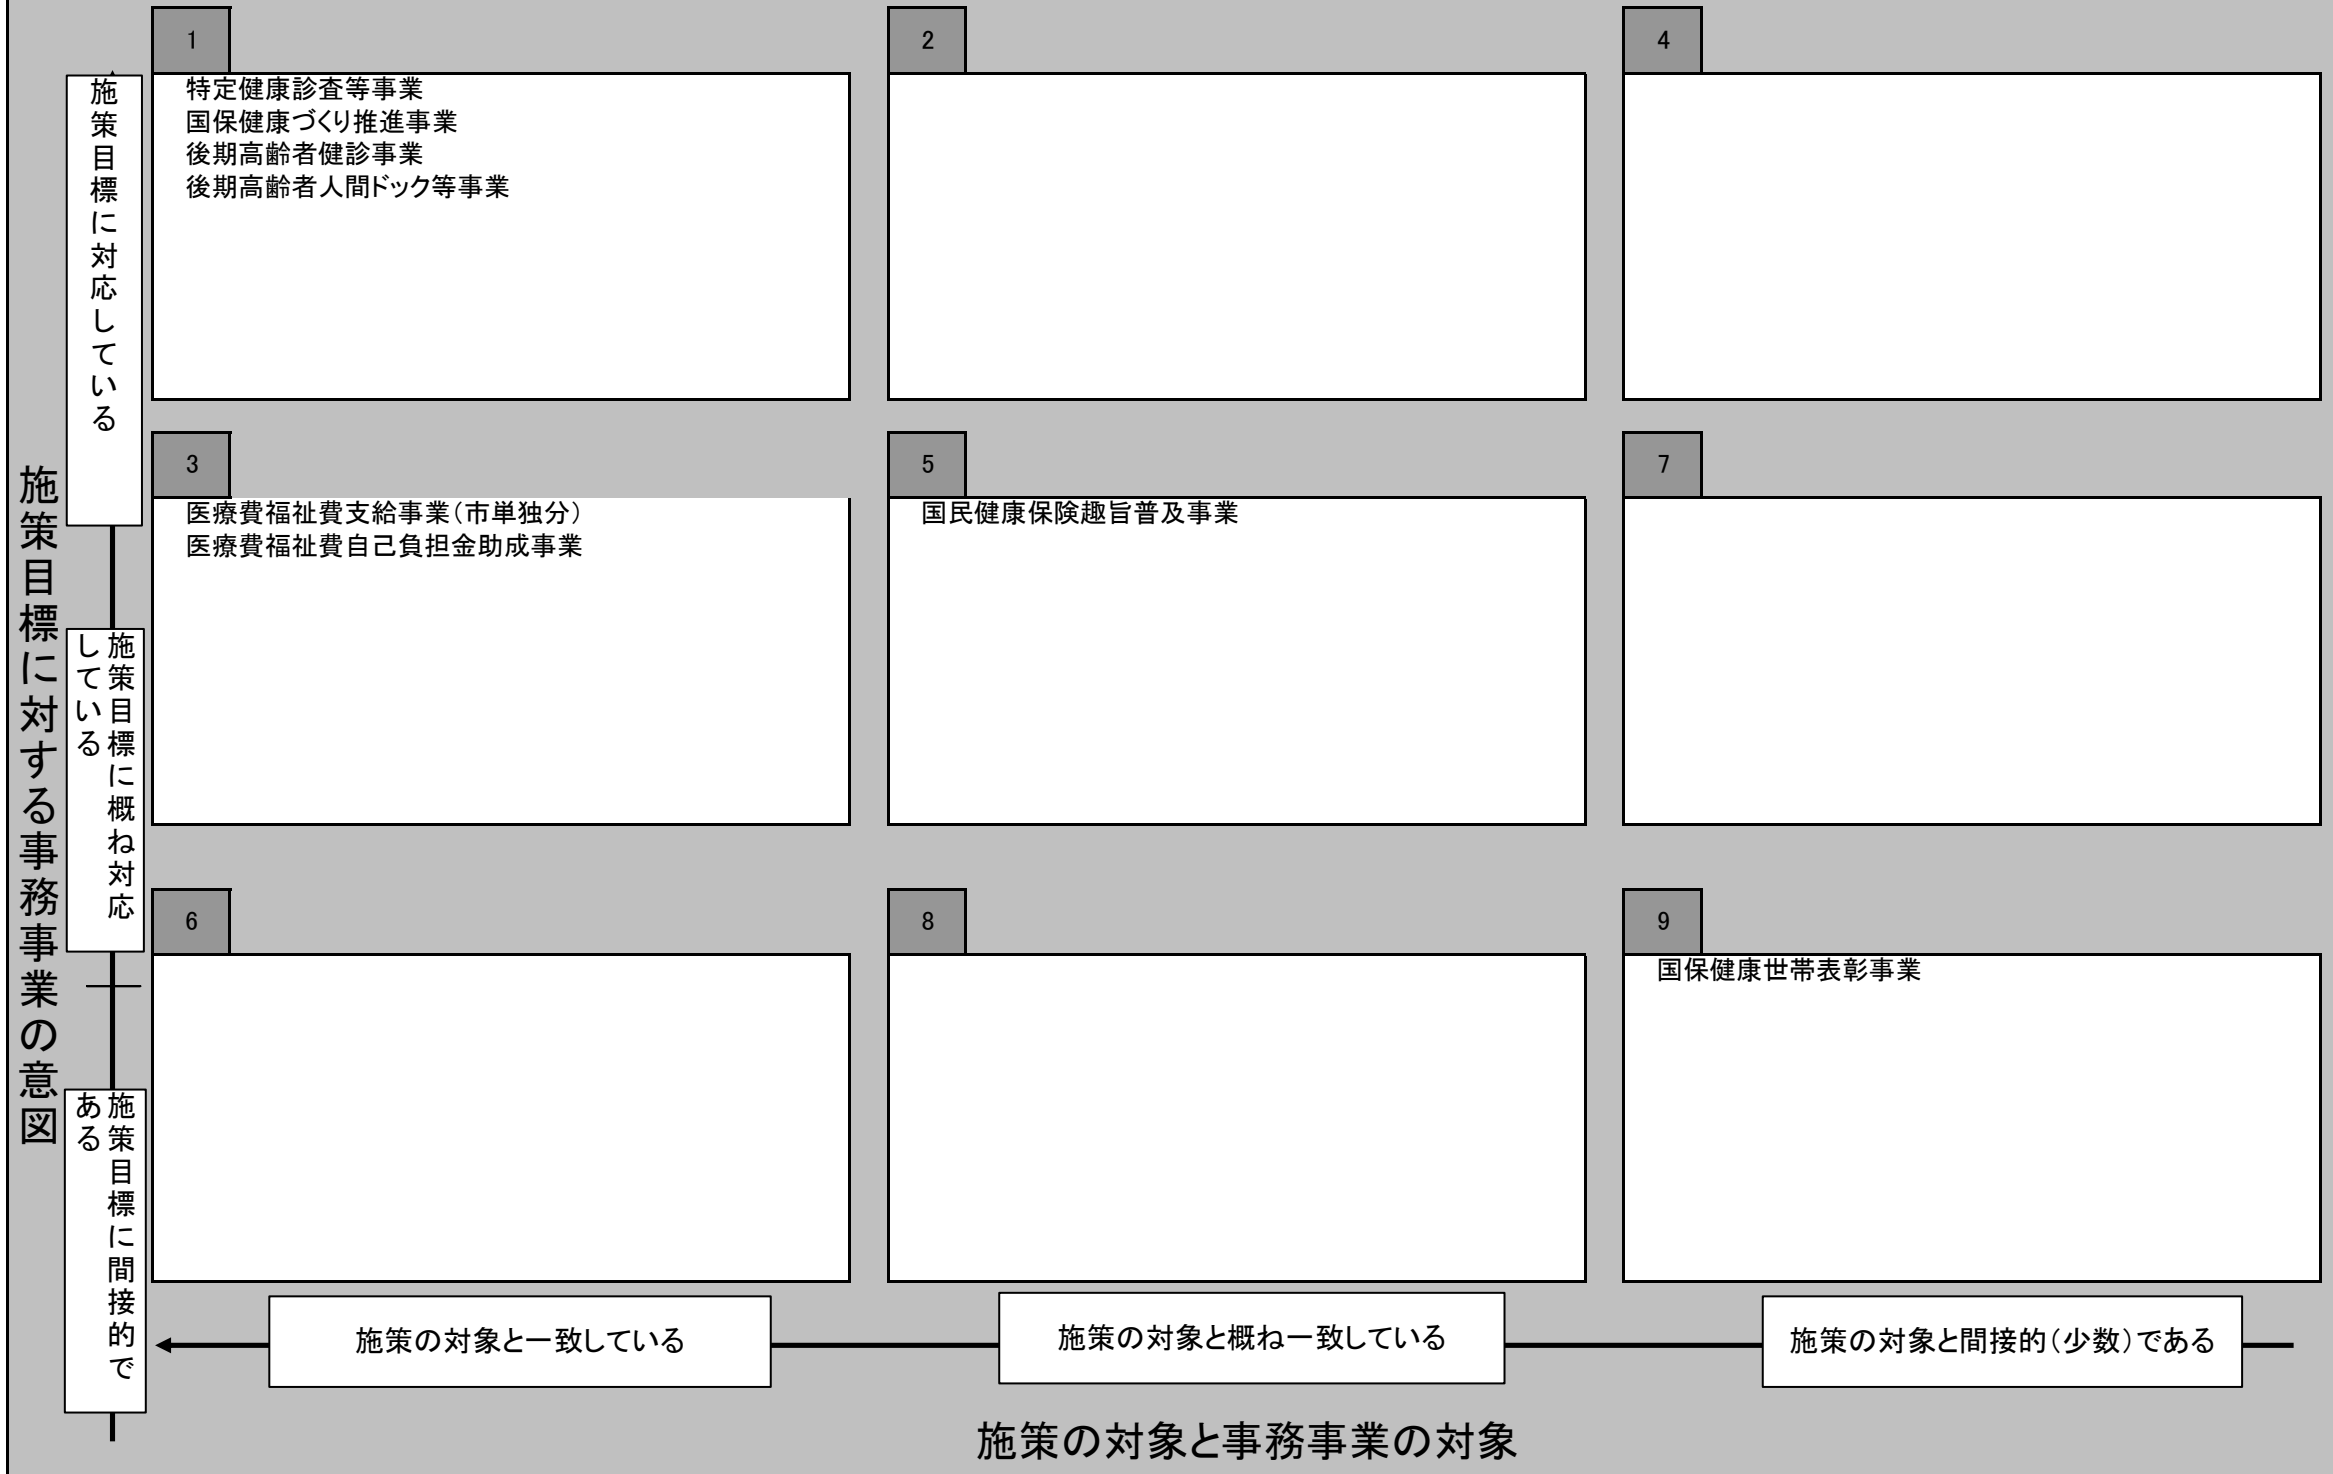 1
2
4
施策目標に対応している
特定健康診査等事業
国保健康づくり推進事業
後期高齢者健診事業
後期高齢者人間ドック等事業
3
5
7
施策目標に対する事務事業の意図
医療費福祉費支給事業（市単独分）
医療費福祉費自己負担金助成事業
国民健康保険趣旨普及事業
施策目標に概ね対応
している
6
8
9
国保健康世帯表彰事業
施策目標に間接的で
ある
施策の対象と一致している
施策の対象と概ね一致している
施策の対象と間接的（少数）である
施策の対象と事務事業の対象